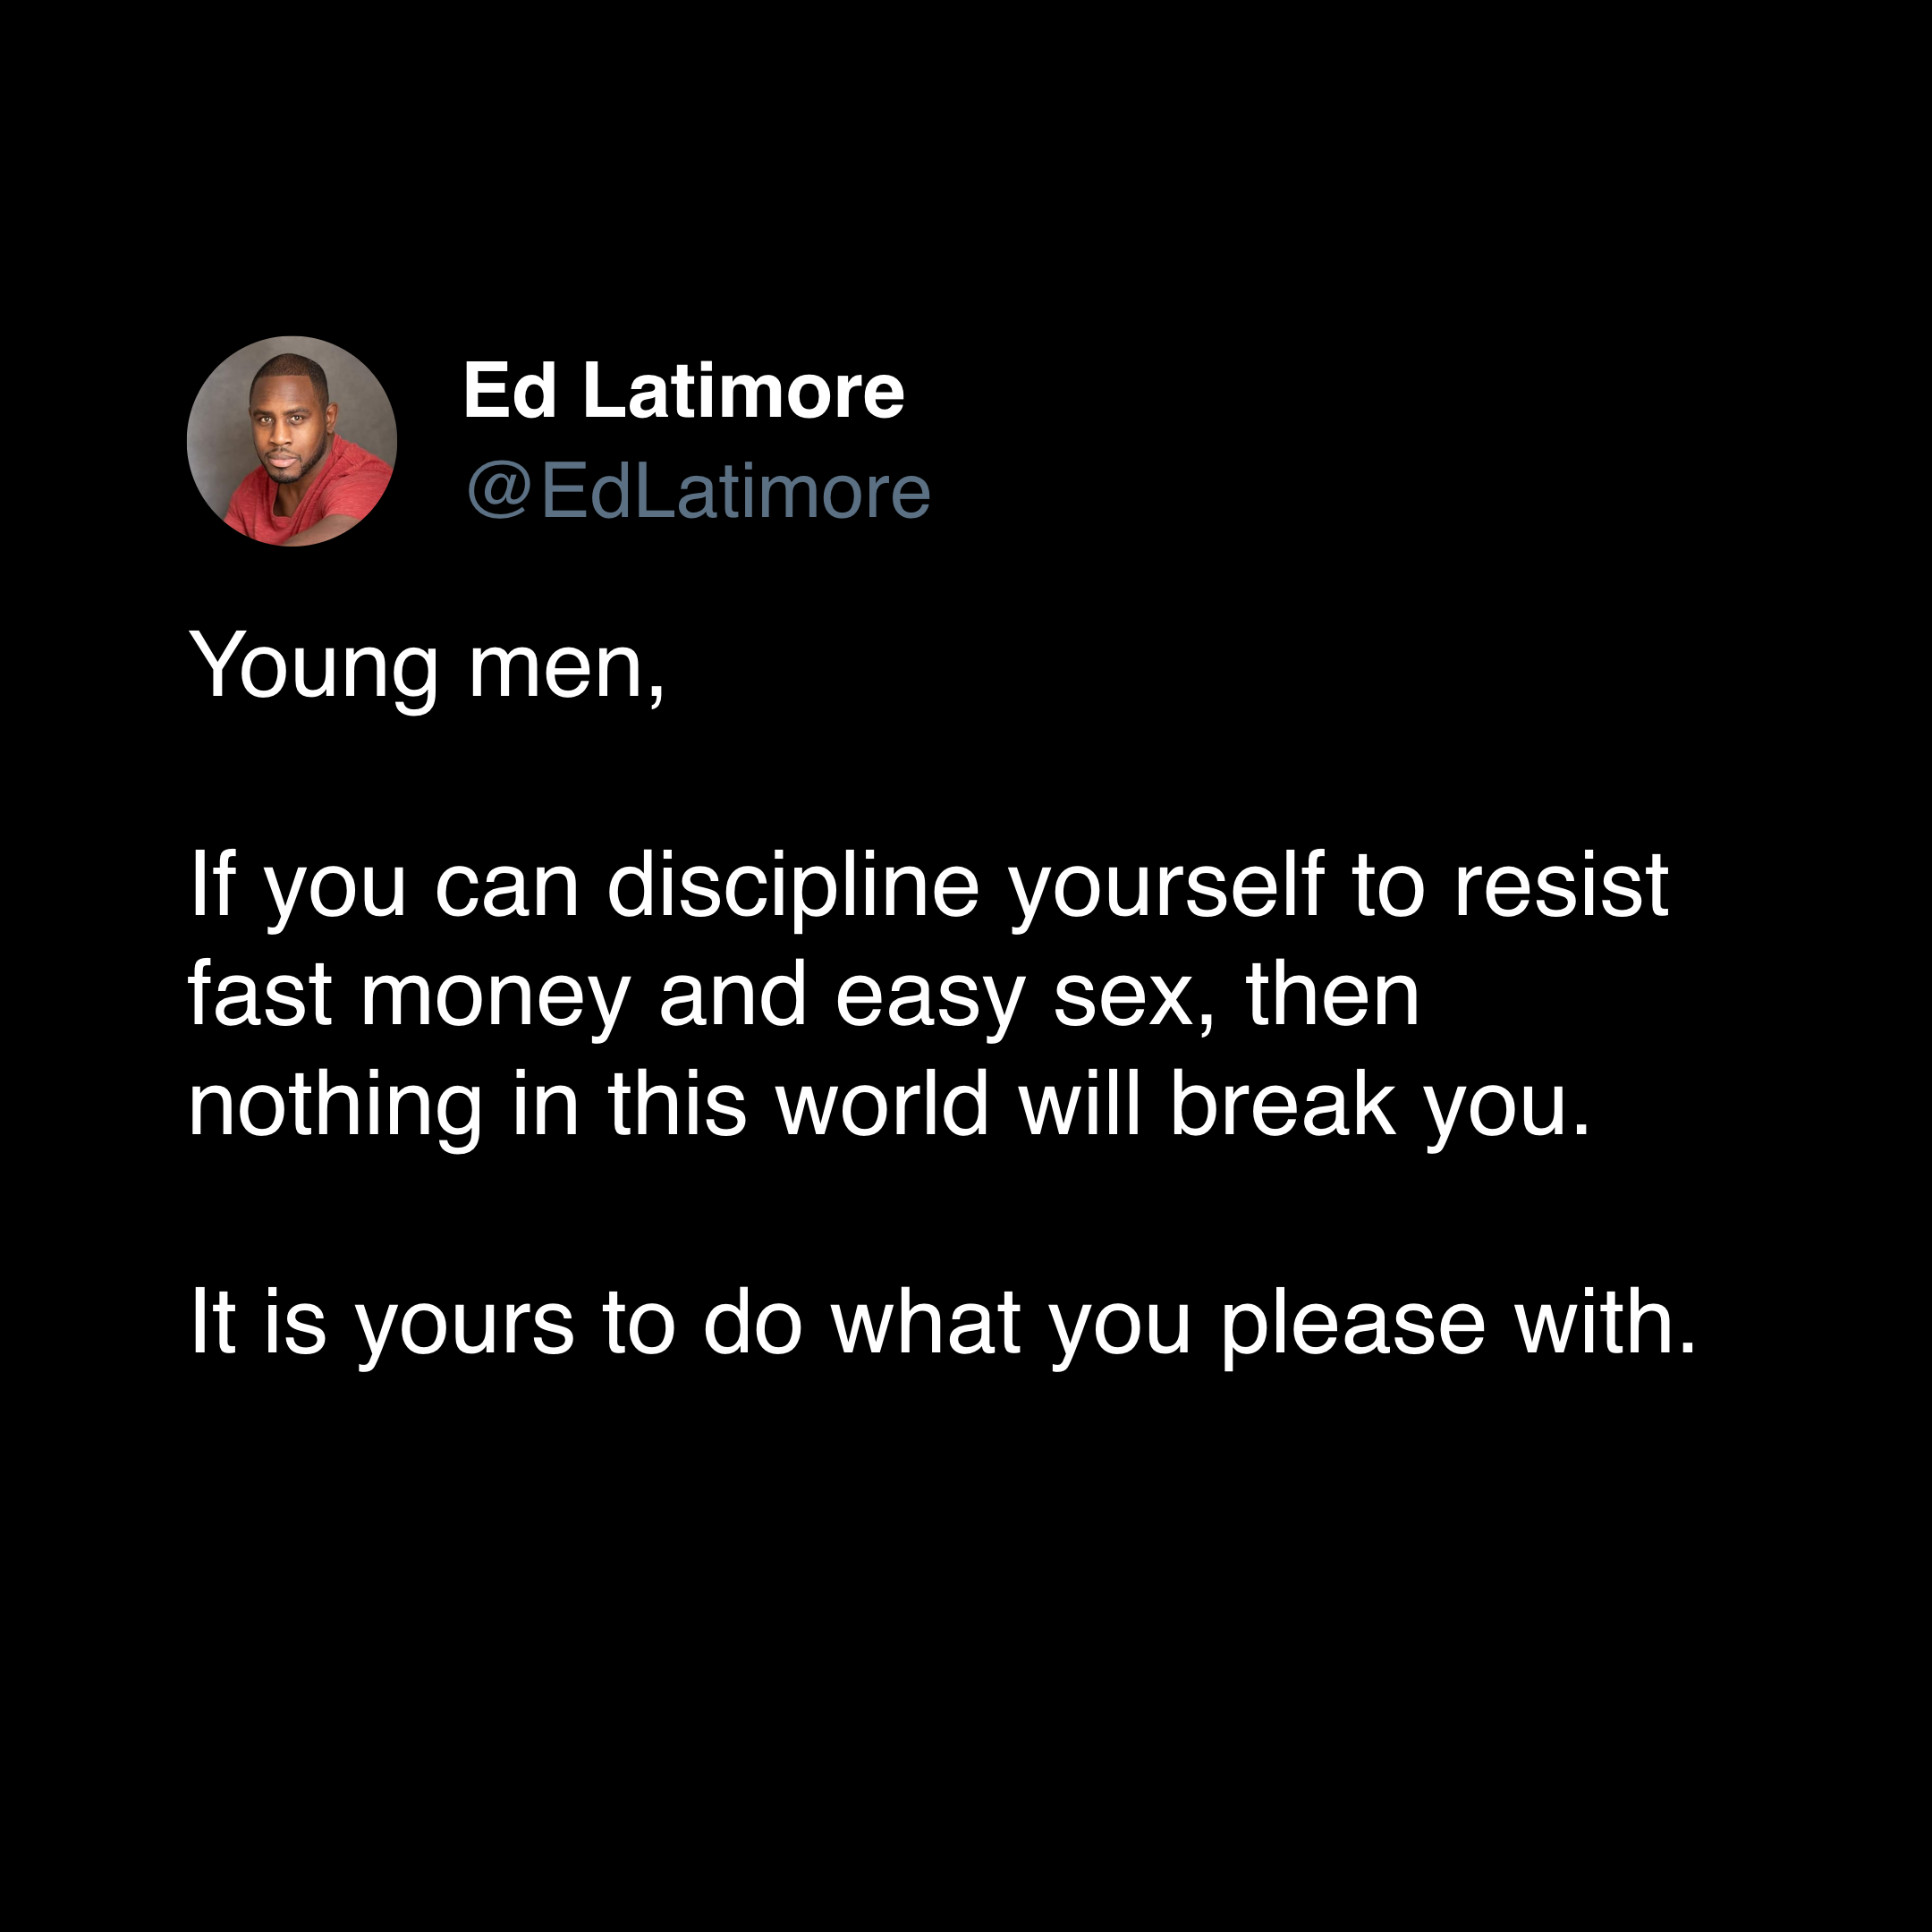 Ed Latimore
@EdLatimore
Young men,
If you can discipline yourself to resist
fast money and easy sex, then
nothing in this world will break you.
It is yours to do what you please with.